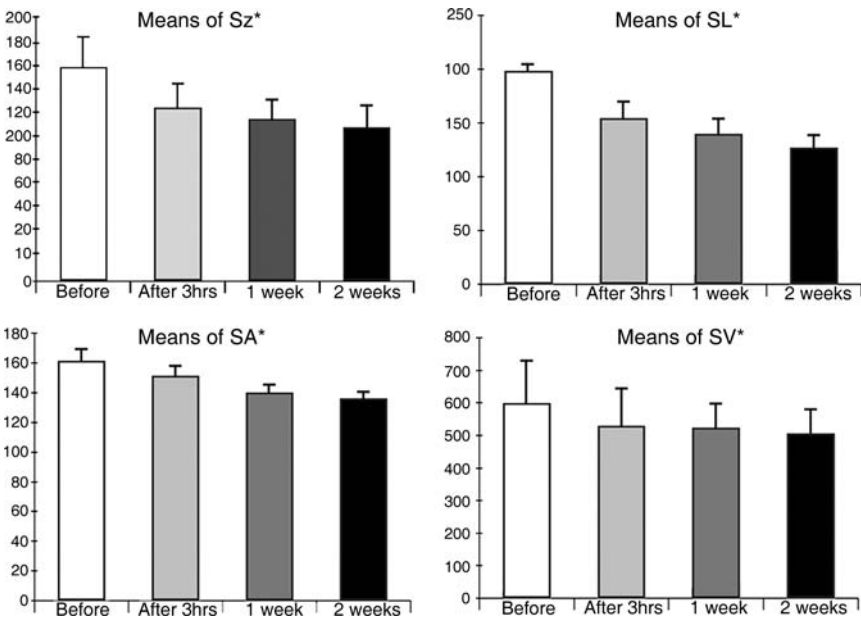 Means of Sz*
200
180
160
140
120
200
180
80
60
20
10
0
Before
After 3hrs
1 week
2 weeks
Means of SL*
250
100
150
100
50
0
Before
After 3hrs
1 week
2 weeks
Means of SA*
180
160
140
120
100
80
60
40
20
0
Before
After 3hrs
1 week
2 weeks
Means of SV*
800
700
600
500
400
300
200
100
0
Before
After 3hrs
1 week
2 weeks